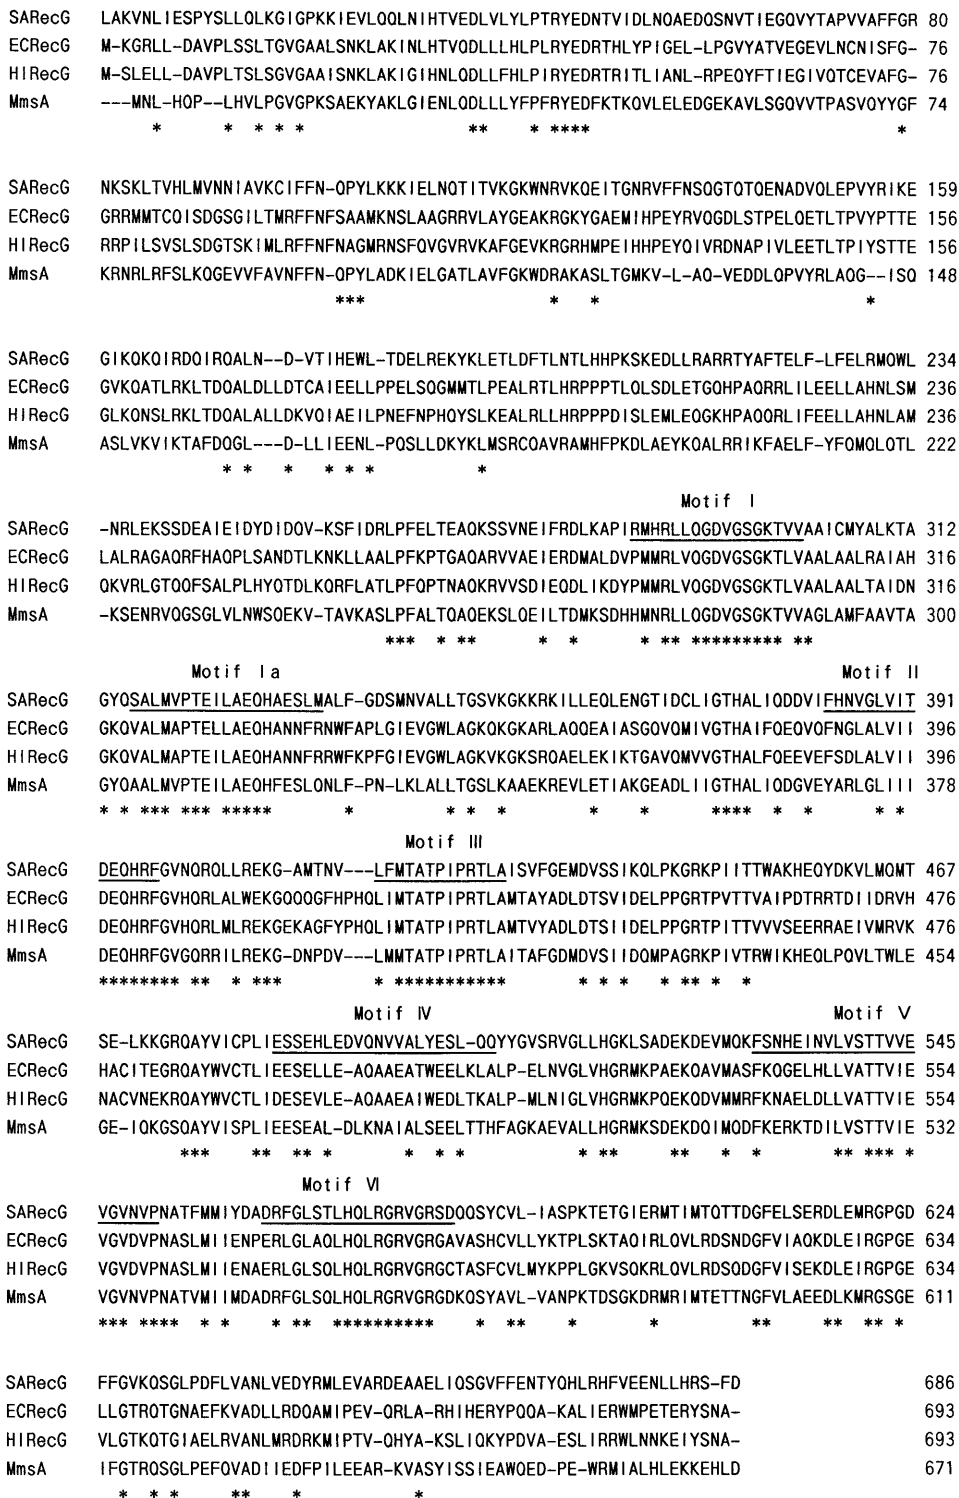 SARecG LAKVNLIESPYSLLQLKGIGPKKIEVLQQLNIHTVEDLVLYLPTRYEDNTVIDLNQAEDQSNVTIEGQVYTAPVVAFFGR 80
ECRecG M-KGRLL-DAVPLSSLTGVGAALSNKLAKINLHTVQDLLLHLPLRYEDRTHLYPIGEL-LPGVYATVEGEVLNCNISFG- 76
HIRecG M-SLELL-DAVPLTSLSGVGAAISNKLAKIGIHNLQDLLFHLPIRYEDRTRITLIANL-RPEQYFTIEGIVQTCEVAFG- 76
MmsA ---MNL-HQP--LHVLPGVGPKSAEKYAKLGIENLQDLLLYFPFRYEDFKTKQVLELEDGEKAVLSGQVVTPASVQYYGF 74
* * * * * ** * **** *
SARecG NKSKLTVHLMVNNIAVKCIFFN-QPYLKKKIELNQTITVKGKWNRVKQEITGNRVFFNSQGTQTQENADVQLEPVYRIKE 159
ECRecG GRRMMTCQISDGSGILTMRFFNFSAAMKNSLAAGRRVLAYGEAKRGKYGAEMIHPEYRVQGDLSTPELQETLTPVYPTTE 156
HIRecG RRPILSVSLSDGTSKIMLRFFNFNAGMRNSFQVGVRVKAFGEVKRGRHMPEIHHPEYQIVRDNAPIVLEETLTPIYSTTE 156
MmsA KRNRLRFSLKQGEVVFAVNFFN-QPYLADKIELGATLAVFGKWDRAKASLTGMKV-L-AQ-VEDDLQPVYRLAQG--ISQ 148
*** * * *
SARecG GIKQKQIRDQIRQALN--D-VTIHEWL-TDELREKYKLETLDFTLNTLHHPKSKEDLLRARRTYAFTELF-LFELRMQWL 234
ECRecG GVKQATLRKLTDQALDLLDTCAIEELLPPELSQGMMTLPEALRTLHRPPPTLQLSDLETGQHPAQRRLILEELLAHNLSM 236
HIRecG GLKQNSLRKLTDQALALLDKVQIAEILPNEFNPHQYSLKEALRLLHRPPPDISLEMLEQGKHPAQQRLIFEELLAHNLAM 236
MmsA ASLVKVIKTAFDQGL---D-LLIEENL-PQSLLDKYKLMSRCQAVRAMHFPKDLAEYKQALRRIKFAELF-YFQMQLQTL 222
* * * * * * *
Motif I
SARecG -NRLEKSSDEAIEIDYDIDQV-KSFIDRLPFELTEAQKSSVNEIFRDLKAPIRMHRLLQGDVGSGKTVVAAICMYALKTA 312
ECRecG LALRAGAQRFHAQPLSANDTLKNKLLAALPFKPTGAQARVVAEIERDMALDVPMMRLVQGDVGSGKTLVAALAALRAIAH 316
HIRecG QKVRLGTQQFSALPLHYQTDLKQRFLATLPFQPTNAQKRVVSDIEQDLIKDYPMMRLVQGDVGSGKTLVAALAALTAIDN 316
MmsA -KSENRVQGSGLVLNWSQEKV-TAVKASLPFALTQAQEKSLQEILTDMKSDHHMNRLLQGDVGSGKTVVAGLAMFAAVTA 300
*** * ** * * * ** ********* **
Motif Ia Motif II
SARecG GYQSALMVPTEILAEQHAESLMALF-GDSMNVALLTGSVKGKKRKILLEQLENGTIDCLIGTHALIQDDVIFHNVGLVIT 391
ECRecG GKQVALMAPTELLAEQHANNFRNWFAPLGIEVGWLAGKQKGKARLAQQEAIASGQVQMIVGTHAIFQEQVQFNGLALVII 396
HIRecG GKQVALMAPTEILAEQHANNFRRWFKPFGIEVGWLAGKVKGKSRQAELEKIKTGAVQMVVGTHALFQEEVEFSDLALVII 396
MmsA GYQAALMVPTEILAEQHFESLQNLF-PN-LKLALLTGSLKAAEKREVLETIAKGEADLIIGTHALIQDGVEYARLGLIII 378
* * *** *** ***** * * * * * * **** * * * *
Motif III
SARecG DEQHRFGVNQRQLLREKG-AMTNV---LFMTATPIPRTLAISVFGEMDVSSIKQLPKGRKPIITTWAKHEQYDKVLMQMT 467
ECRecG DEQHRFGVHQRLALWEKGQQQGFHPHQLIMTATPIPRTLAMTAYADLDTSVIDELPPGRTPVTTVAIPDTRRTDIIDRVH 476
HIRecG DEQHRFGVHQRLMLREKGEKAGFYPHQLIMTATPIPRTLAMTVYADLDTSIIDELPPGRTPITTVVVSEERRAEIVMRVK 476
MmsA DEQHRFGVGQRRILREKG-DNPDV---LMMTATPIPRTLAITAFGDMDVSIIDQMPAGRKPIVTRWIKHEQLPQVLTWLE 454
******** ** * *** * *********** * * * * ** * *
Motif IV Motif V
SARecG SE-LKKGRQAYVICPLIESSEHLEDVQNVVALYESL-QQYYGVSRVGLLHGKLSADEKDEVMQKFSNHEINVLVSTTVVE 545
ECRecG HACITEGRQAYWVCTLIEESELLE-AQAAEATWEELKLALP-ELNVGLVHGRMKPAEKQAVMASFKQGELHLLVATTVIE 554
HIRecG NACVNEKRQAYWVCTLIDESEVLE-AQAAEAIWEDLTKALP-MLNIGLVHGRMKPQEKQDVMMRFKNAELDLLVATTVIE 554
MmsA GE-IQKGSQAYVISPLIEESEAL-DLKNAIALSEELTTHFAGKAEVALLHGRMKSDEKDQIMQDFKERKTDILVSTTVIE 532
*** ** ** * * * * * ** ** * * ** *** *
Motif VI
SARecG VGVNVPNATFMMIYDADRFGLSTLHQLRGRVGRSDQQSYCVL-IASPKTETGIERMTIMTQTTDGFELSERDLEMRGPGD 624
ECRecG VGVDVPNASLMIIENPERLGLAQLHQLRGRVGRGAVASHCVLLYKTPLSKTAQIRLQVLRDSNDGFVIAQKDLEIRGPGE 634
HIRecG VGVDVPNASLMIIENAERLGLSQLHQLRGRVGRGCTASFCVLMYKPPLGKVSQKRLQVLRDSQDGFVISEKDLEIRGPGE 634
MmsA VGVNVPNATVMIIMDADRFGLSQLHQLRGRVGRGDKQSYAVL-VANPKTDSGKDRMRIMTETTNGFVLAEEDLKMRGSGE 611
*** **** * * * ** ********** * ** * * ** ** ** *
SARecG FFGVKQSGLPDFLVANLVEDYRMLEVARDEAAELIQSGVFFENTYQHLRHFVEENLLHRS-FD 686
ECRecG LLGTRQTGNAEFKVADLLRDQAMIPEV-QRLA-RHIHERYPQQA-KALIERWMPETERYSNA- 693
HIRecG VLGTKQTGIAELRVANLMRDRKMIPTV-QHYA-KSLIQKYPDVA-ESLIRRWLNNKEIYSNA- 693
MmsA IFGTRQSGLPEFQVADIIEDFPILEEAR-KVASYISSIEAWQED-PE-WRMIALHLEKKEHLD 671
* * * ** * *